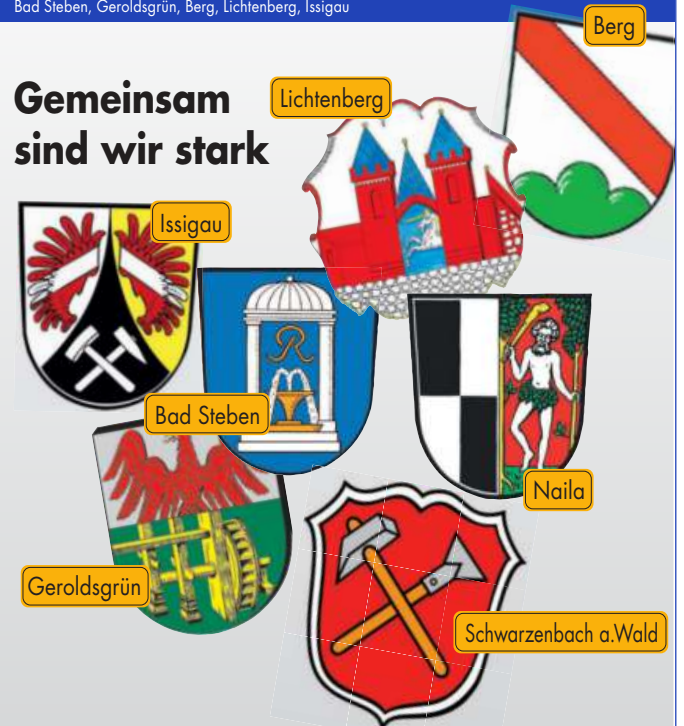 Bad Steben, Geroldsgrün, Berg, Lichtenberg, Issigau
Berg
Gemeinsam
sind wir stark
Lichtenberg
Issigau
R
Bad Steben
Naila
Geroldsgrün
Schwarzenbach a.Wald